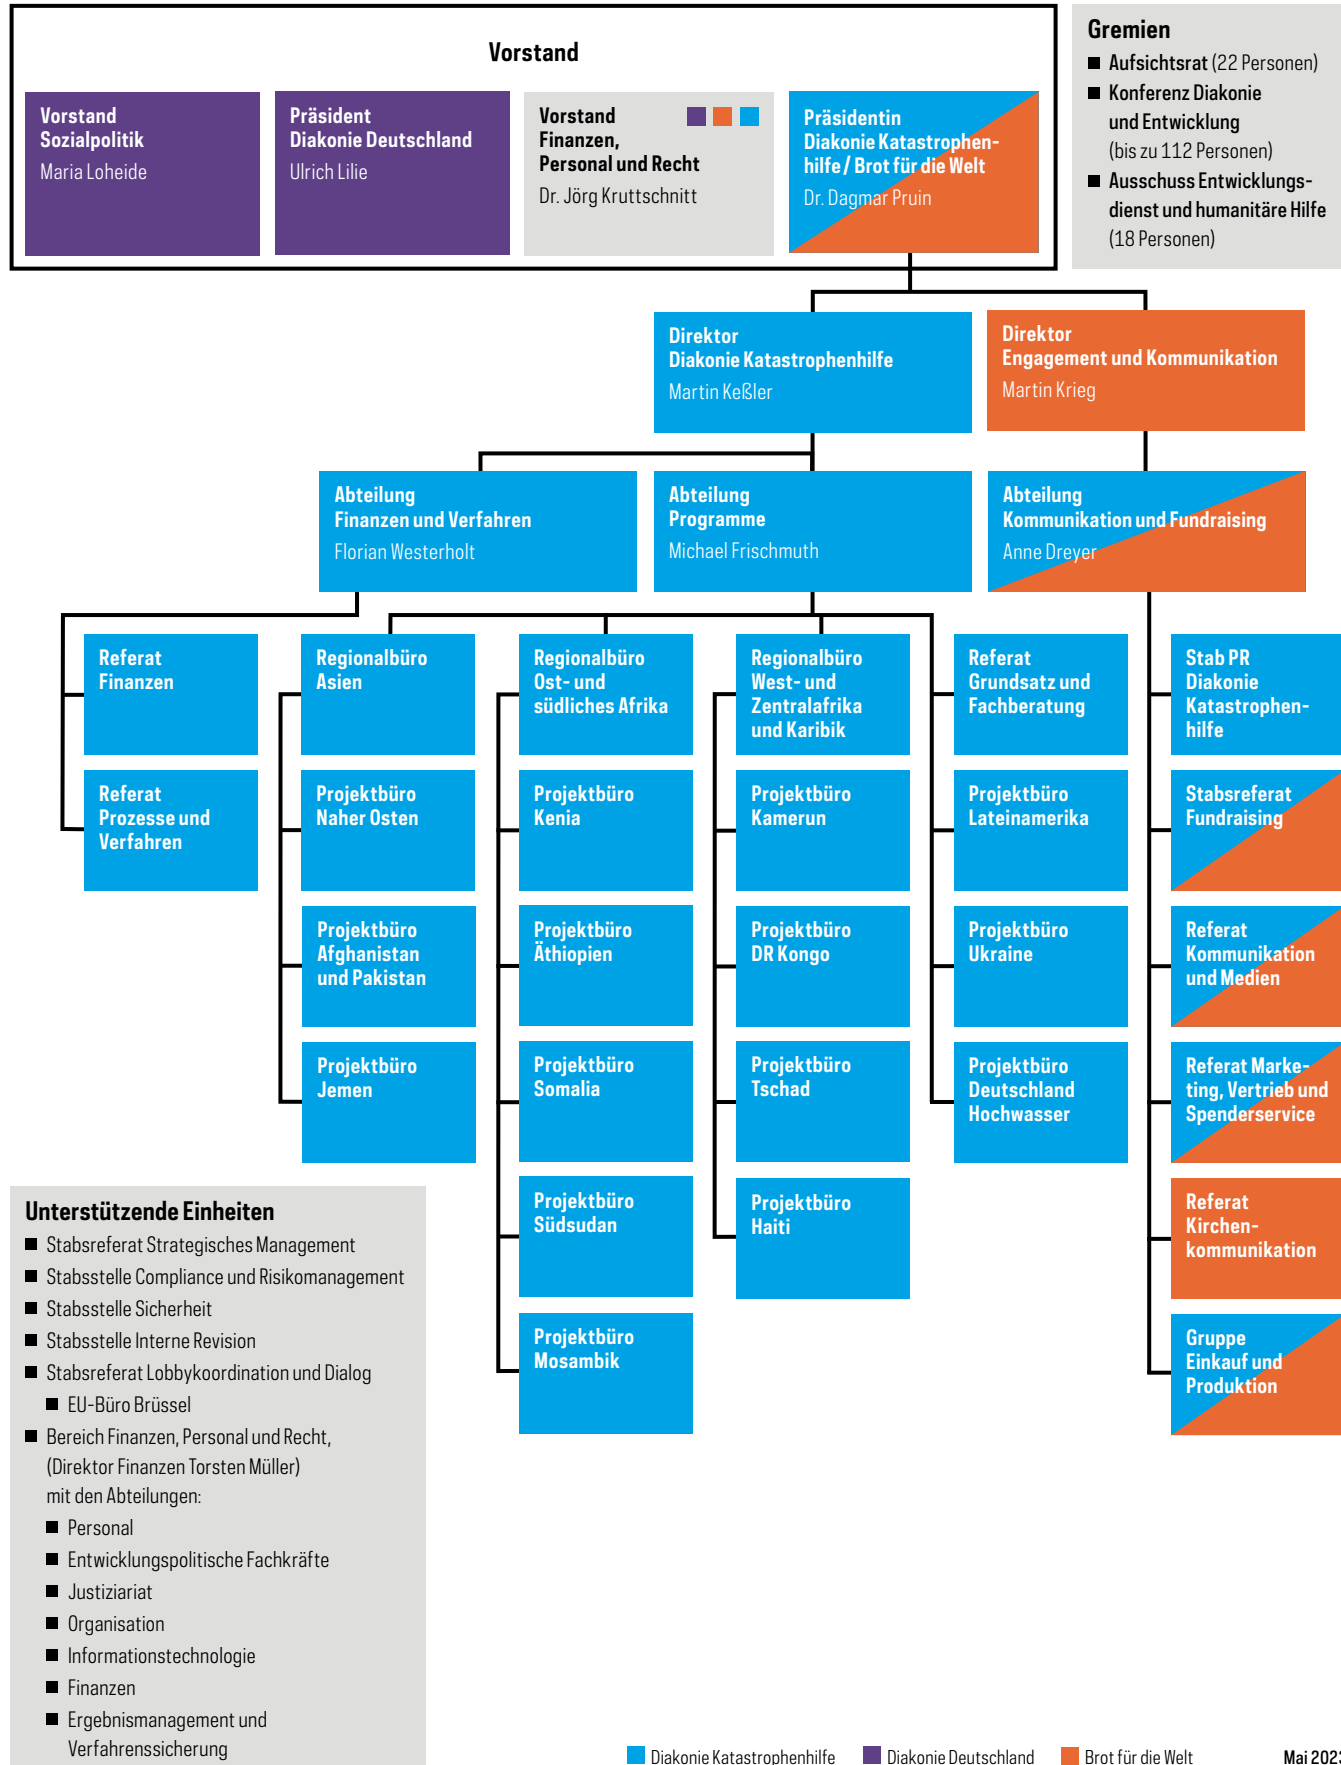 Vorstand
Vorstand
Sozialpolitik
Maria Loheide
Präsident
Diakonie Deutschland
Ulrich Lilie
Vorstand
Finanzen,
Personal und Recht
Dr. Jörg Kruttschnitt
Präsidentin
Diakonie Katastrophen-
hilfe / Brot für die Welt
Dr. Dagmar Pruin
Gremien
Aufsichtsrat (22 Personen)
Konferenz Diakonie
und Entwicklung
(bis zu 112 Personen)
Ausschuss Entwicklungs-
dienst und humanitäre Hilfe
(18 Personen)
Direktor
Diakonie Katastrophenhilfe
Martin Keßler
Direktor
Engagement und Kommunikation
Martin Krieg
Abteilung
Finanzen und Verfahren
Florian Westerholt
Abteilung
Programme
Michael Frischmuth
Abteilung
Kommunikation und Fundraising
Anne Dreyer
Referat
Finanzen
Referat
Prozesse und
Verfahren
Regionalbüro
Asien
Projektbüro
Naher Osten
Projektbüro
Afghanistan
und Pakistan
Projektbüro
Jemen
Regionalbüro
Ost- und
südliches Afrika
Projektbüro
Kenia
Projektbüro
Äthiopien
Projektbüro
Somalia
Projektbüro
Südsudan
Projektbüro
Mosambik
Regionalbüro
West- und
Zentralafrika
und Karibik
Projektbüro
Kamerun
Projektbüro
DR Kongo
Projektbüro
Tschad
Projektbüro
Haiti
Referat
Grundsatz und
Fachberatung
Projektbüro
Lateinamerika
Projektbüro
Ukraine
Projektbüro
Deutschland
Hochwasser
Stab PR
Diakonie
Katastrophen-
hilfe
Stabsreferat
Fundraising
Referat
Kommunikation
und Medien
Referat Marke-
ting, Vertrieb und
Spenderservice
Referat
Kirchen-
kommunikation
Gruppe
Einkauf und
Produktion
Unterstützende Einheiten
Stabsreferat Strategisches Management
Stabsstelle Compliance und Risikomanagement
Stabsstelle Sicherheit
Stabsstelle Interne Revision
Stabsreferat Lobbykoordination und Dialog
EU-Büro Brüssel
Bereich Finanzen, Personal und Recht,
(Direktor Finanzen Torsten Müller)
mit den Abteilungen:
Personal
Entwicklungspolitische Fachkräfte
Justiziariat
Organisation
Informationstechnologie
Finanzen
Ergebnismanagement und
Verfahrenssicherung
Diakonie Katastrophenhilfe
Diakonie Deutschland
Brot für die Welt
Mai 2023